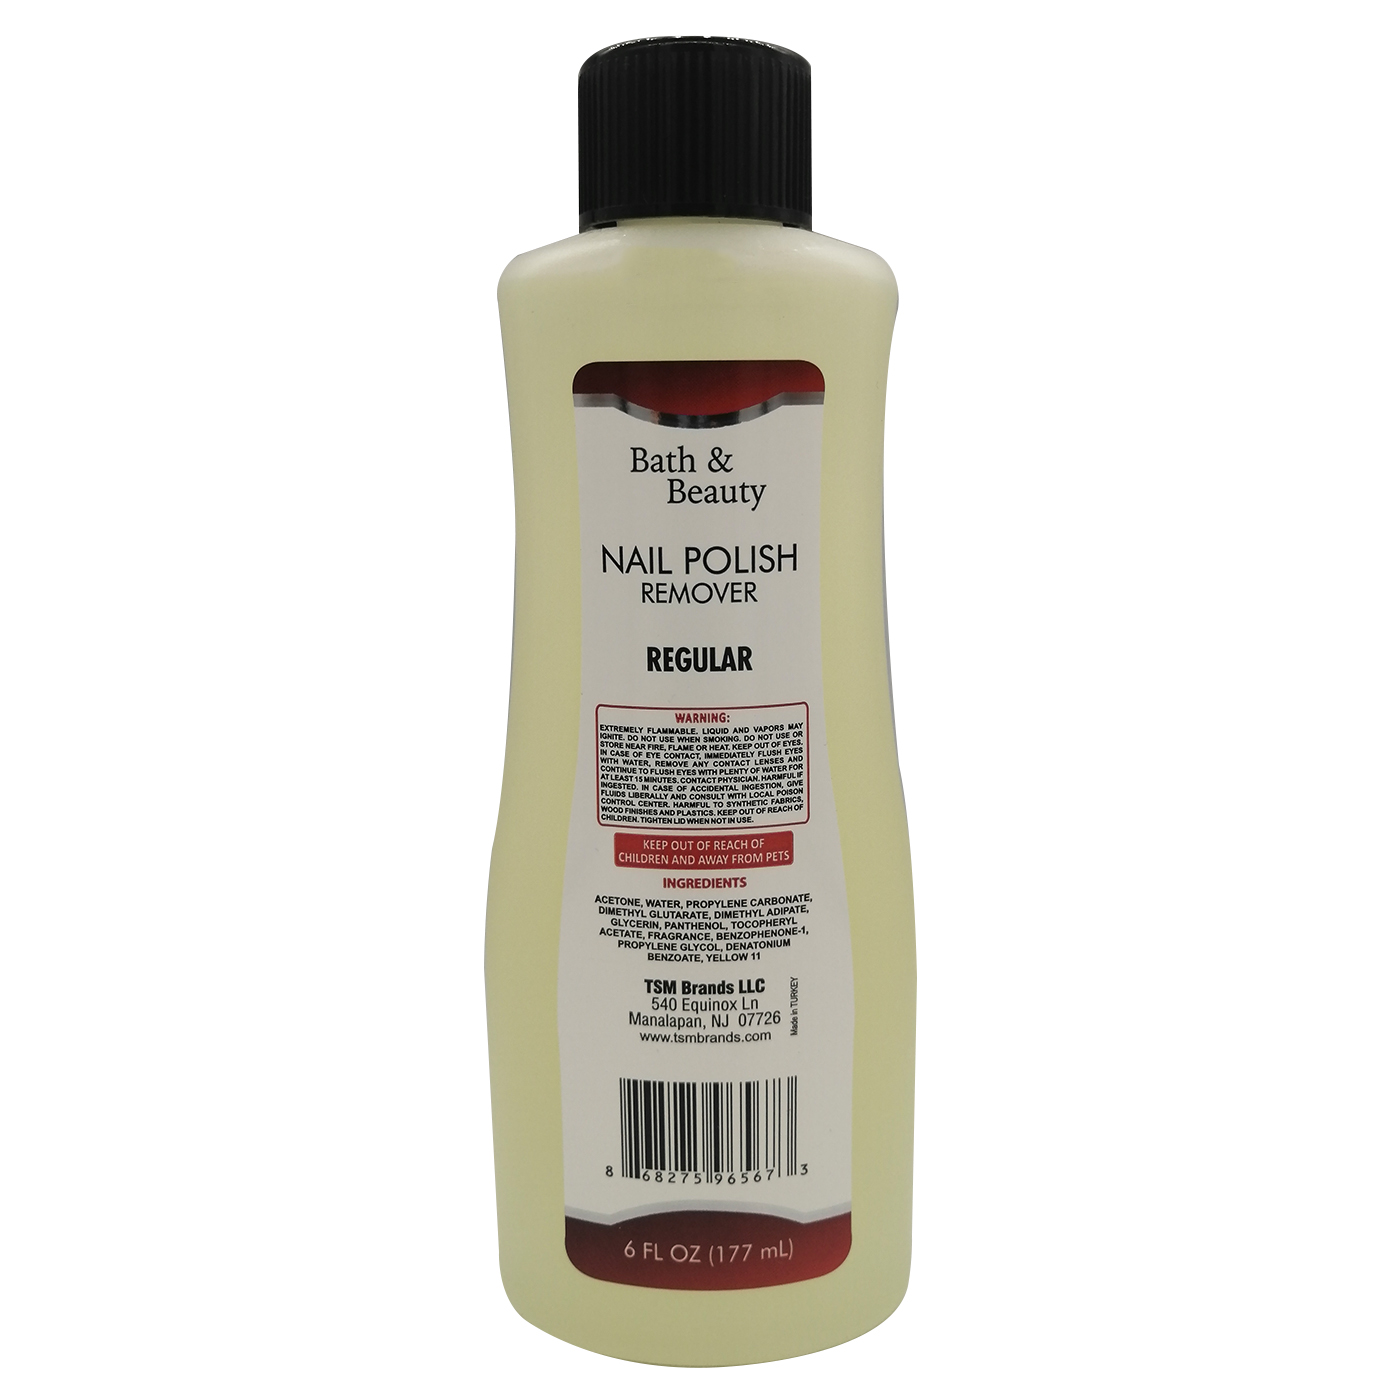 Bath &
Beauty
NAIL POLISH
REMOVER
REGULAR
WARNING:
EXTREMELY FLAMMABLE. LIQUID AND VAPORS MAY
IGNITE. DO NOT USE WHEN SMOKING. DO NOT USE OR
STORE NEAR FIRE, FLAME OR HEAT. KEEP OUT OF EYES.
IN CASE OF EYE CONTACT, IMMEDIATELY FLUSH EYES
WITH WATER, REMOVE ANY CONTACT LENSES AND
CONTINUE TO FLUSH EYES WITH PLENTY OF WATER FOR
AT LEAST 15 MINUTES. CONTACT PHYSICIAN. HARMFUL IF
INGESTED. IN CASE OF ACCIDENTAL INGESTION, GIVE
FLUIDS LIBERALLY AND CONSULT WITH LOCAL POISON
CONTROL CENTER. HARMFUL TO SYNTHETIC FABRICS,
WOOD FINISHES AND PLASTICS. KEEP OUT OF REACH OF
CHILDREN. TIGHTEN LID WHEN NOT IN USE.
KEEP OUT OF REACH OF
CHILDREN AND AWAY FROM PETS
INGREDIENTS
ACETONE, WATER, PROPYLENE CARBONATE,
DIMETHYL GLUTARATE, DIMETHYL ADIPATE,
GLYCERIN, PANTHENOL, TOCOPHERYL
ACETATE, FRAGRANCE, BENZOPHENONE-1,
PROPYLENE GLYCOL, DENATONIUM
BENZOATE, YELLOW 11
TSM Brands LLC
540 Equinox Ln
Manalapan, NJ 07726
www.tsmbrands.com
Made in TURKEY
8 68275 96567 3
6 FL OZ (177 mL)